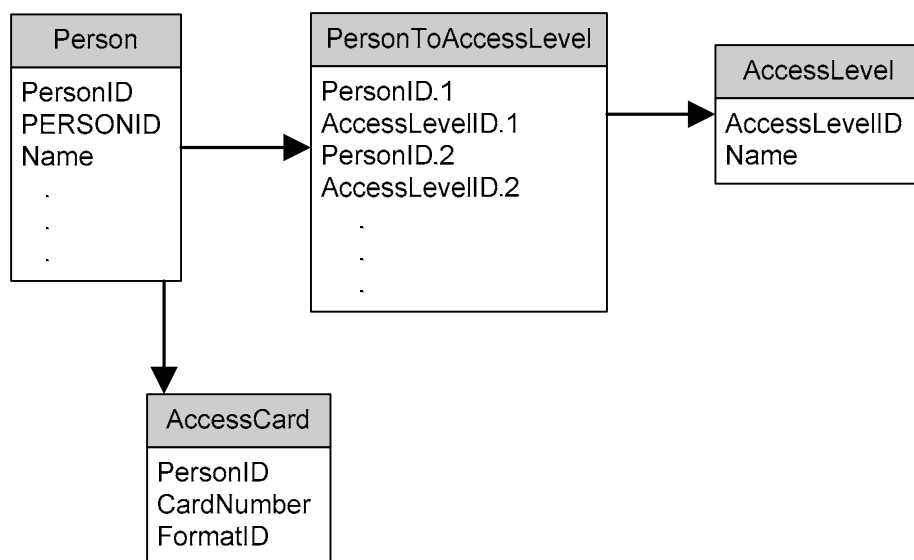 Person
PersonID
PERSONID
Name
.
.
.
PersonToAccessLevel
PersonID.1
AccessLevelID.1
PersonID.2
AccessLevelID.2
.
.
.
AccessLevel
AccessLevelID
Name
AccessCard
PersonID
CardNumber
FormatID